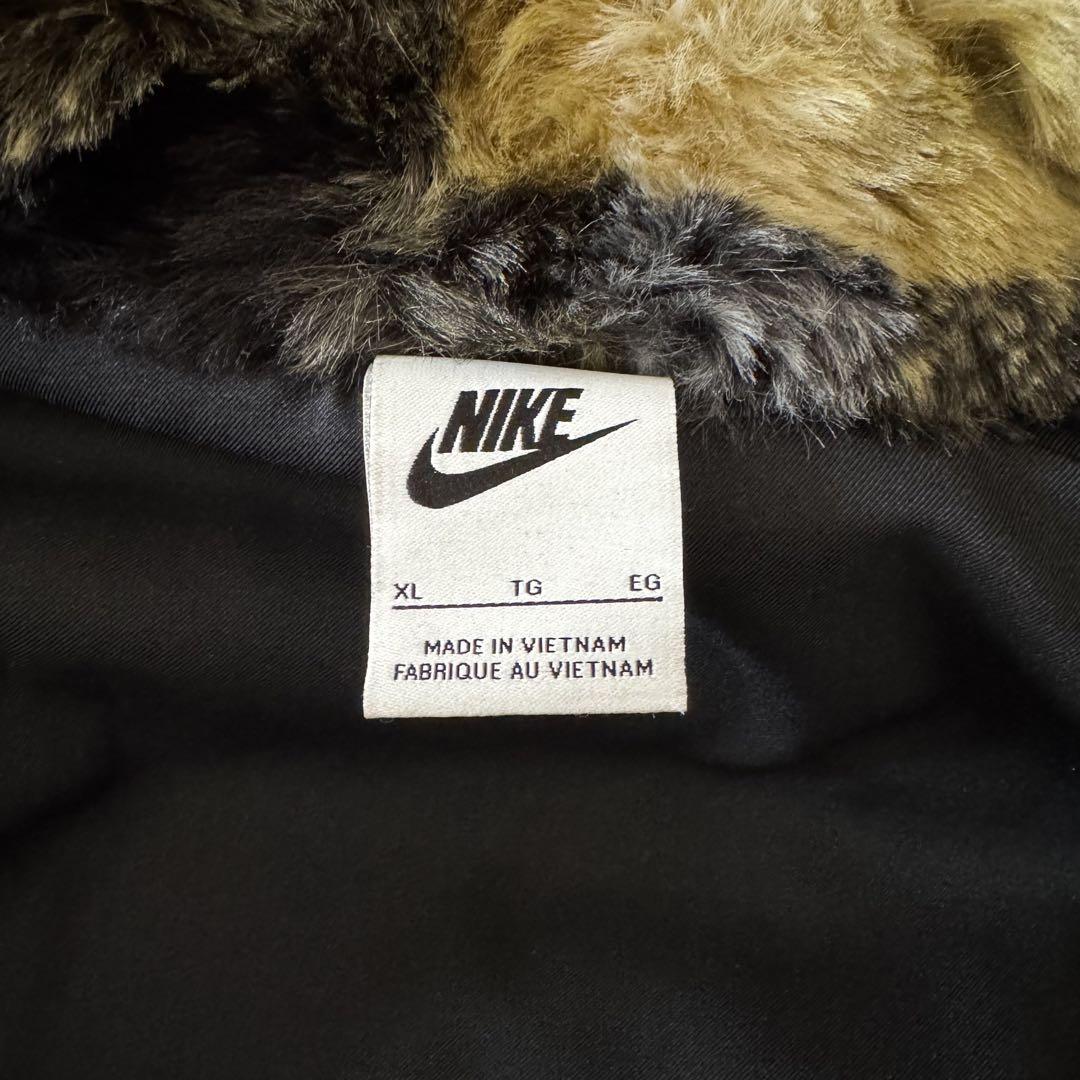 NIKE
XL TG EG
MADE IN VIETNAM
FABRIQUE AU VIETNAM